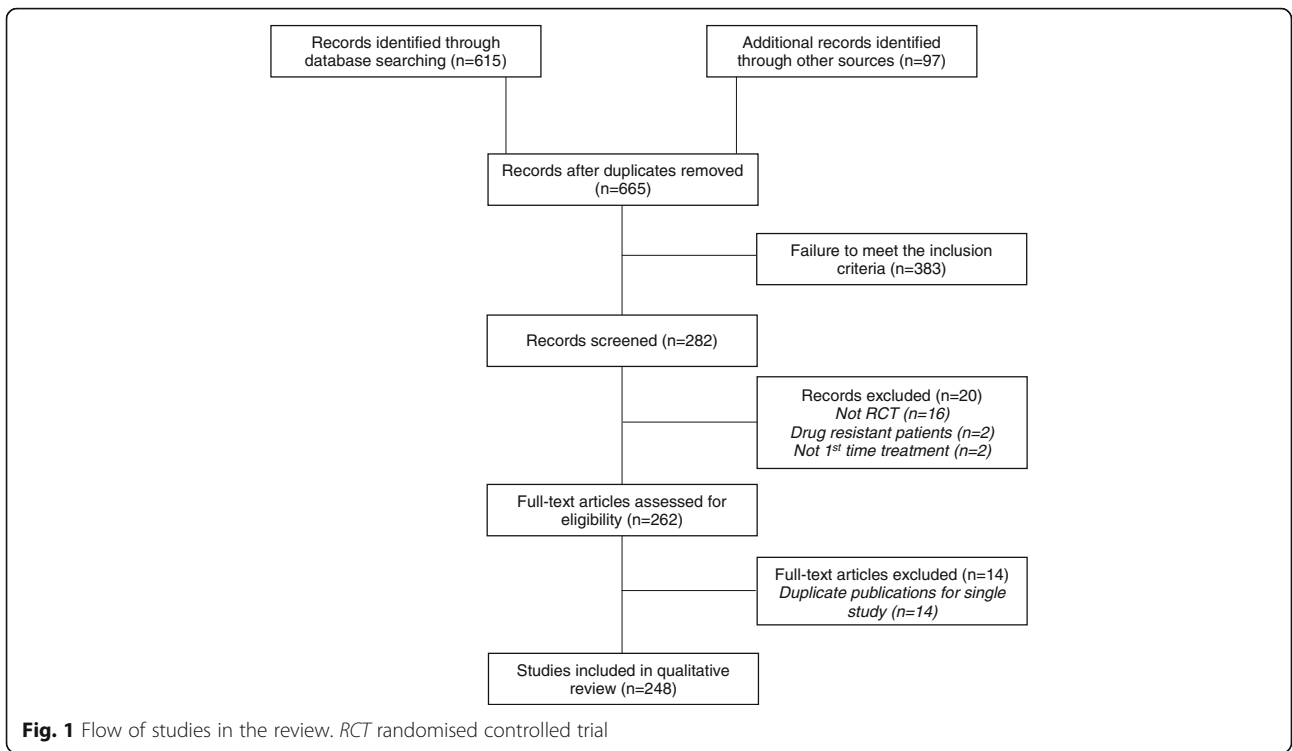 Records identified through
database searching (n=615)
Additional records identified
through other sources (n=97)
Records after duplicates removed
(n=665)
Failure to meet the inclusion
criteria (n=383)
Records screened (n=282)
Records excluded (n=20)
Not RCT (n=16)
Drug resistant patients (n=2)
Not 1st time treatment (n=2)
Full-text articles assessed for
eligibility (n=262)
Full-text articles excluded (n=14)
Duplicate publications for single
study (n=14)
Studies included in qualitative
review (n=248)
Fig. 1 Flow of studies in the review. RCT randomised controlled trial